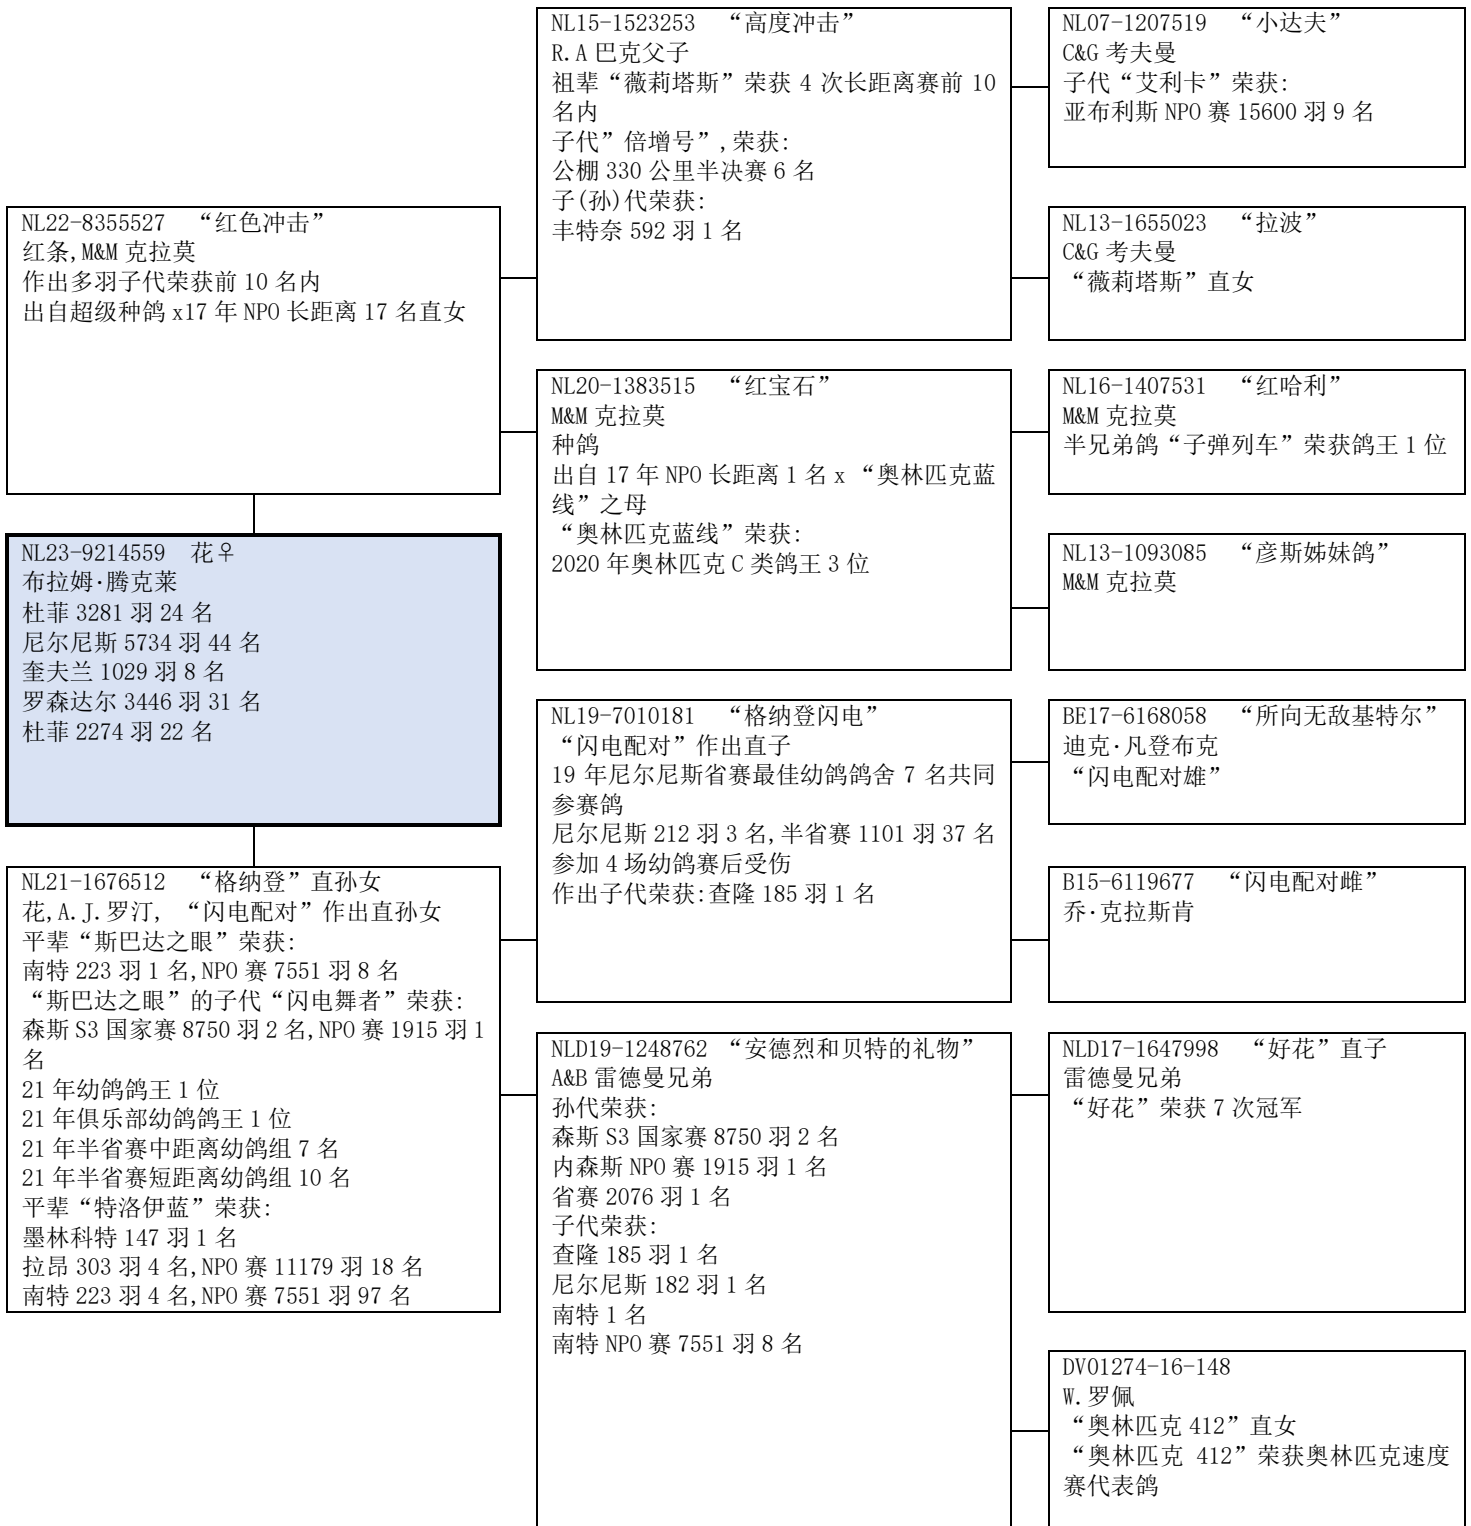 NL22-8355527 “红色冲击”
红条,M&M 克拉莫
作出多羽子代荣获前 10 名内
出自超级种鸽 x17 年 NPO 长距离 17 名直女
NL23-9214559 花♀
布拉姆·腾克莱
杜菲 3281 羽 24 名
尼尔尼斯 5734 羽 44 名
奎夫兰 1029 羽 8 名
罗森达尔 3446 羽 31 名
杜菲 2274 羽 22 名
NL21-1676512 “格纳登”直孙女
花,A.J.罗汀, “闪电配对”作出直孙女
平辈“斯巴达之眼”荣获:
南特 223 羽 1 名,NPO 赛 7551 羽 8 名
“斯巴达之眼”的子代“闪电舞者”荣获:
森斯 S3 国家赛 8750 羽 2 名,NPO 赛 1915 羽 1
名
21 年幼鸽鸽王 1 位
21 年俱乐部幼鸽鸽王 1 位
21 年半省赛中距离幼鸽组 7 名
21 年半省赛短距离幼鸽组 10 名
平辈“特洛伊蓝”荣获:
墨林科特 147 羽 1 名
拉昂 303 羽 4 名,NPO 赛 11179 羽 18 名
南特 223 羽 4 名,NPO 赛 7551 羽 97 名
NL15-1523253 “高度冲击”
R.A 巴克父子
祖辈“薇莉塔斯”荣获 4 次长距离赛前 10
名内
子代”倍增号”,荣获:
公棚 330 公里半决赛 6 名
子(孙)代荣获:
丰特奈 592 羽 1 名
NL20-1383515 “红宝石”
M&M 克拉莫
种鸽
出自 17 年 NPO 长距离 1 名 x “奥林匹克蓝
线”之母
“奥林匹克蓝线”荣获:
2020 年奥林匹克 C 类鸽王 3 位
NL19-7010181 “格纳登闪电”
“闪电配对”作出直子
19 年尼尔尼斯省赛最佳幼鸽鸽舍 7 名共同
参赛鸽
尼尔尼斯 212 羽 3 名,半省赛 1101 羽 37 名
参加 4 场幼鸽赛后受伤
作出子代荣获:查隆 185 羽 1 名
NLD19-1248762 “安德烈和贝特的礼物”
A&B 雷德曼兄弟
孙代荣获:
森斯 S3 国家赛 8750 羽 2 名
内森斯 NPO 赛 1915 羽 1 名
省赛 2076 羽 1 名
子代荣获:
查隆 185 羽 1 名
尼尔尼斯 182 羽 1 名
南特 1 名
南特 NPO 赛 7551 羽 8 名
NL07-1207519 “小达夫”
C&G 考夫曼
子代“艾利卡”荣获:
亚布利斯 NPO 赛 15600 羽 9 名
NL13-1655023 “拉波”
C&G 考夫曼
“薇莉塔斯”直女
NL16-1407531 “红哈利”
M&M 克拉莫
半兄弟鸽“子弹列车”荣获鸽王 1 位
NL13-1093085 “彦斯姊妹鸽”
M&M 克拉莫
BE17-6168058 “所向无敌基特尔”
迪克·凡登布克
“闪电配对雄”
B15-6119677 “闪电配对雌”
乔·克拉斯肯
NLD17-1647998 “好花”直子
雷德曼兄弟
“好花”荣获 7 次冠军
DV01274-16-148
W.罗佩
“奥林匹克 412”直女
“奥林匹克 412”荣获奥林匹克速度
赛代表鸽